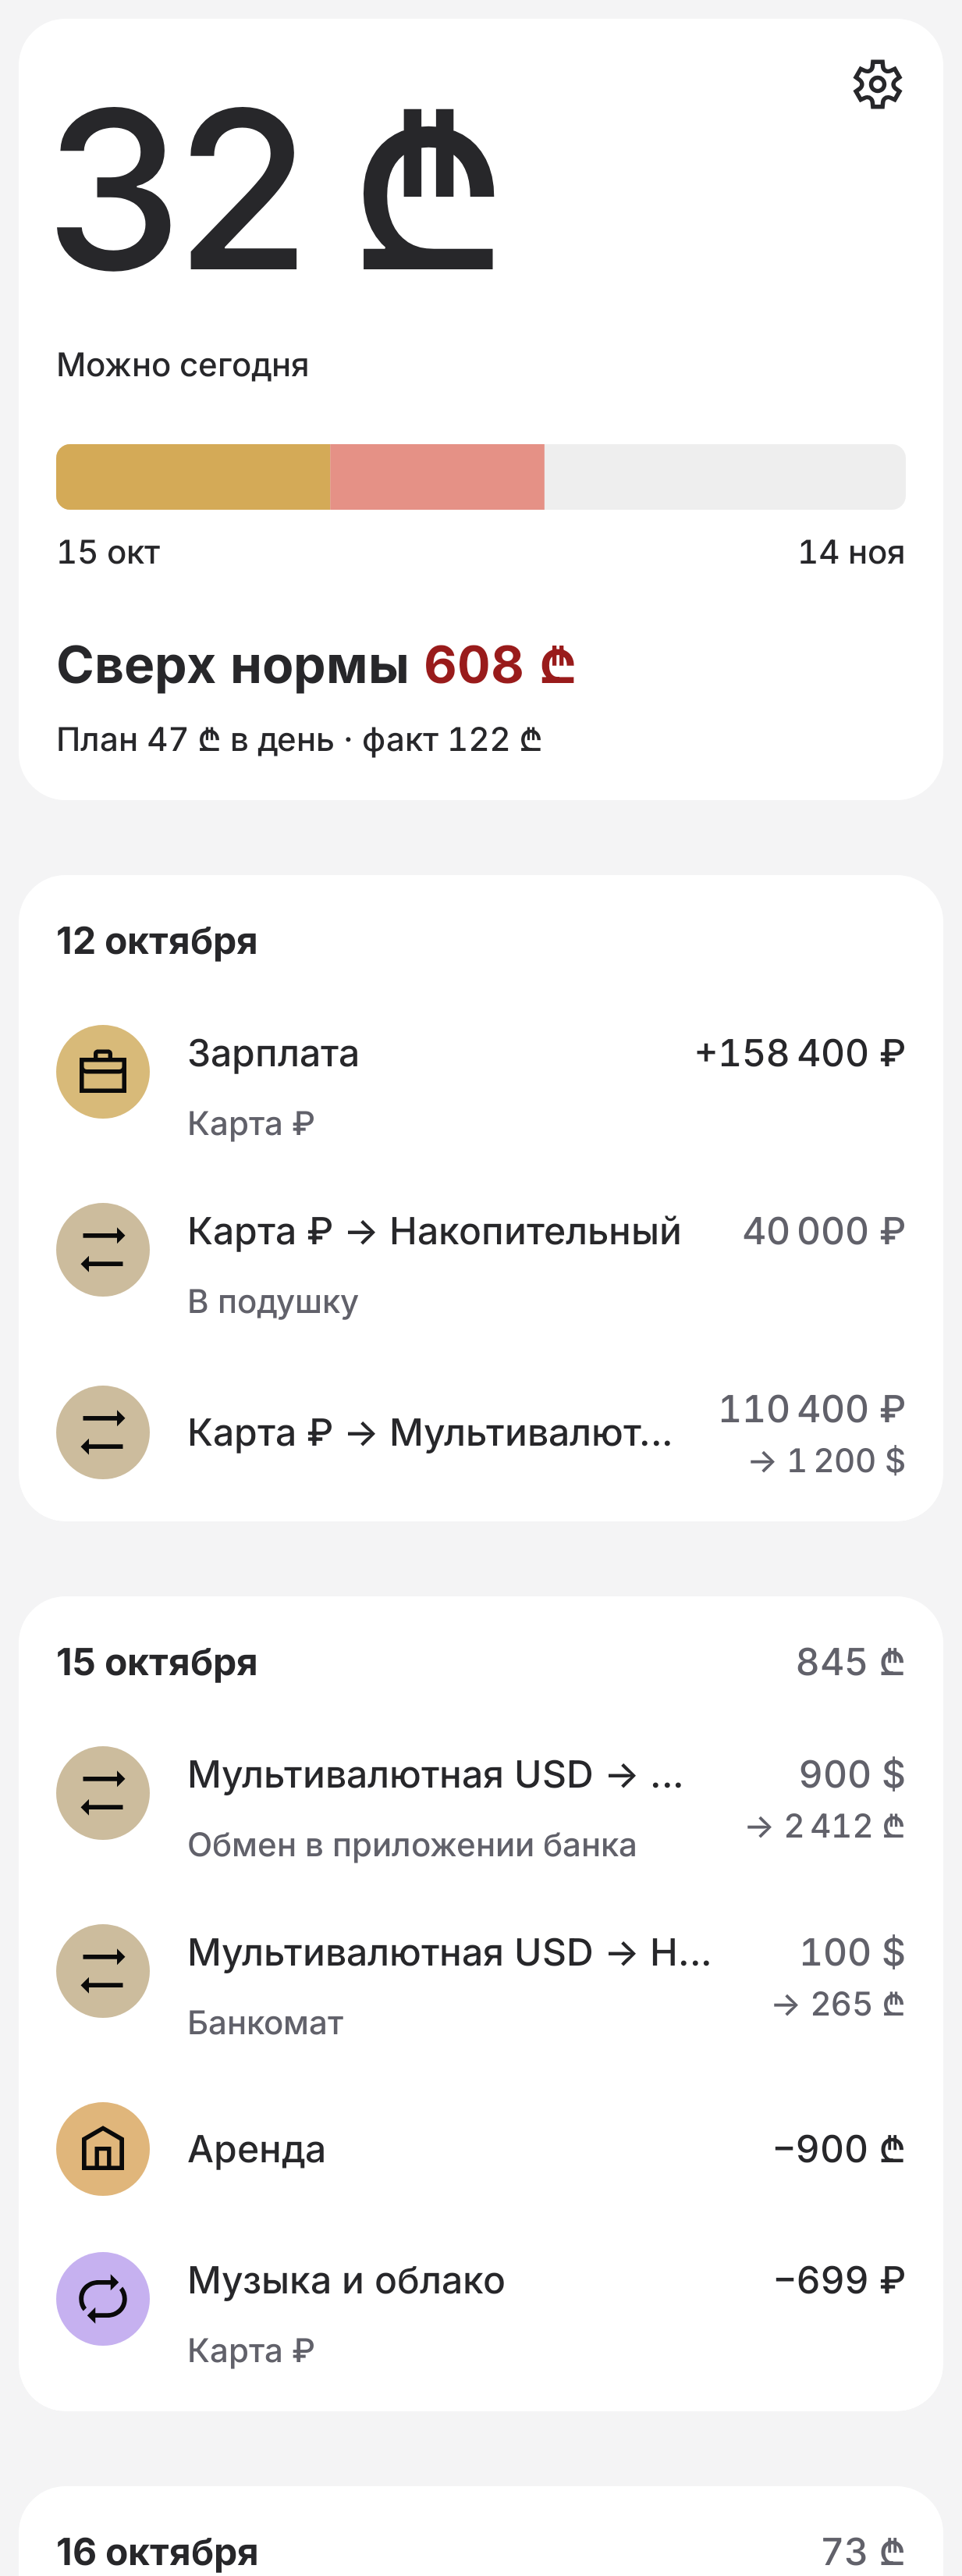 32 ₾
Можно сегодня
15 окт 14 ноя
Сверх нормы 608 ₾
План 47 ₾ в день · факт 122 ₾
12 октября
Зарплата +158 400 ₽
Карта ₽
Карта ₽ → Накопительный 40 000 ₽
В подушку
Карта ₽ → Мультивалют... 110 400 ₽
→ 1 200 $
15 октября 845 ₾
Мультивалютная USD → ... 900 $
→ 2 412 ₾
Обмен в приложении банка
Мультивалютная USD → Н... 100 $
→ 265 ₾
Банкомат
Аренда −900 ₾
Музыка и облако −699 ₽
Карта ₽
16 октября 73 ₾